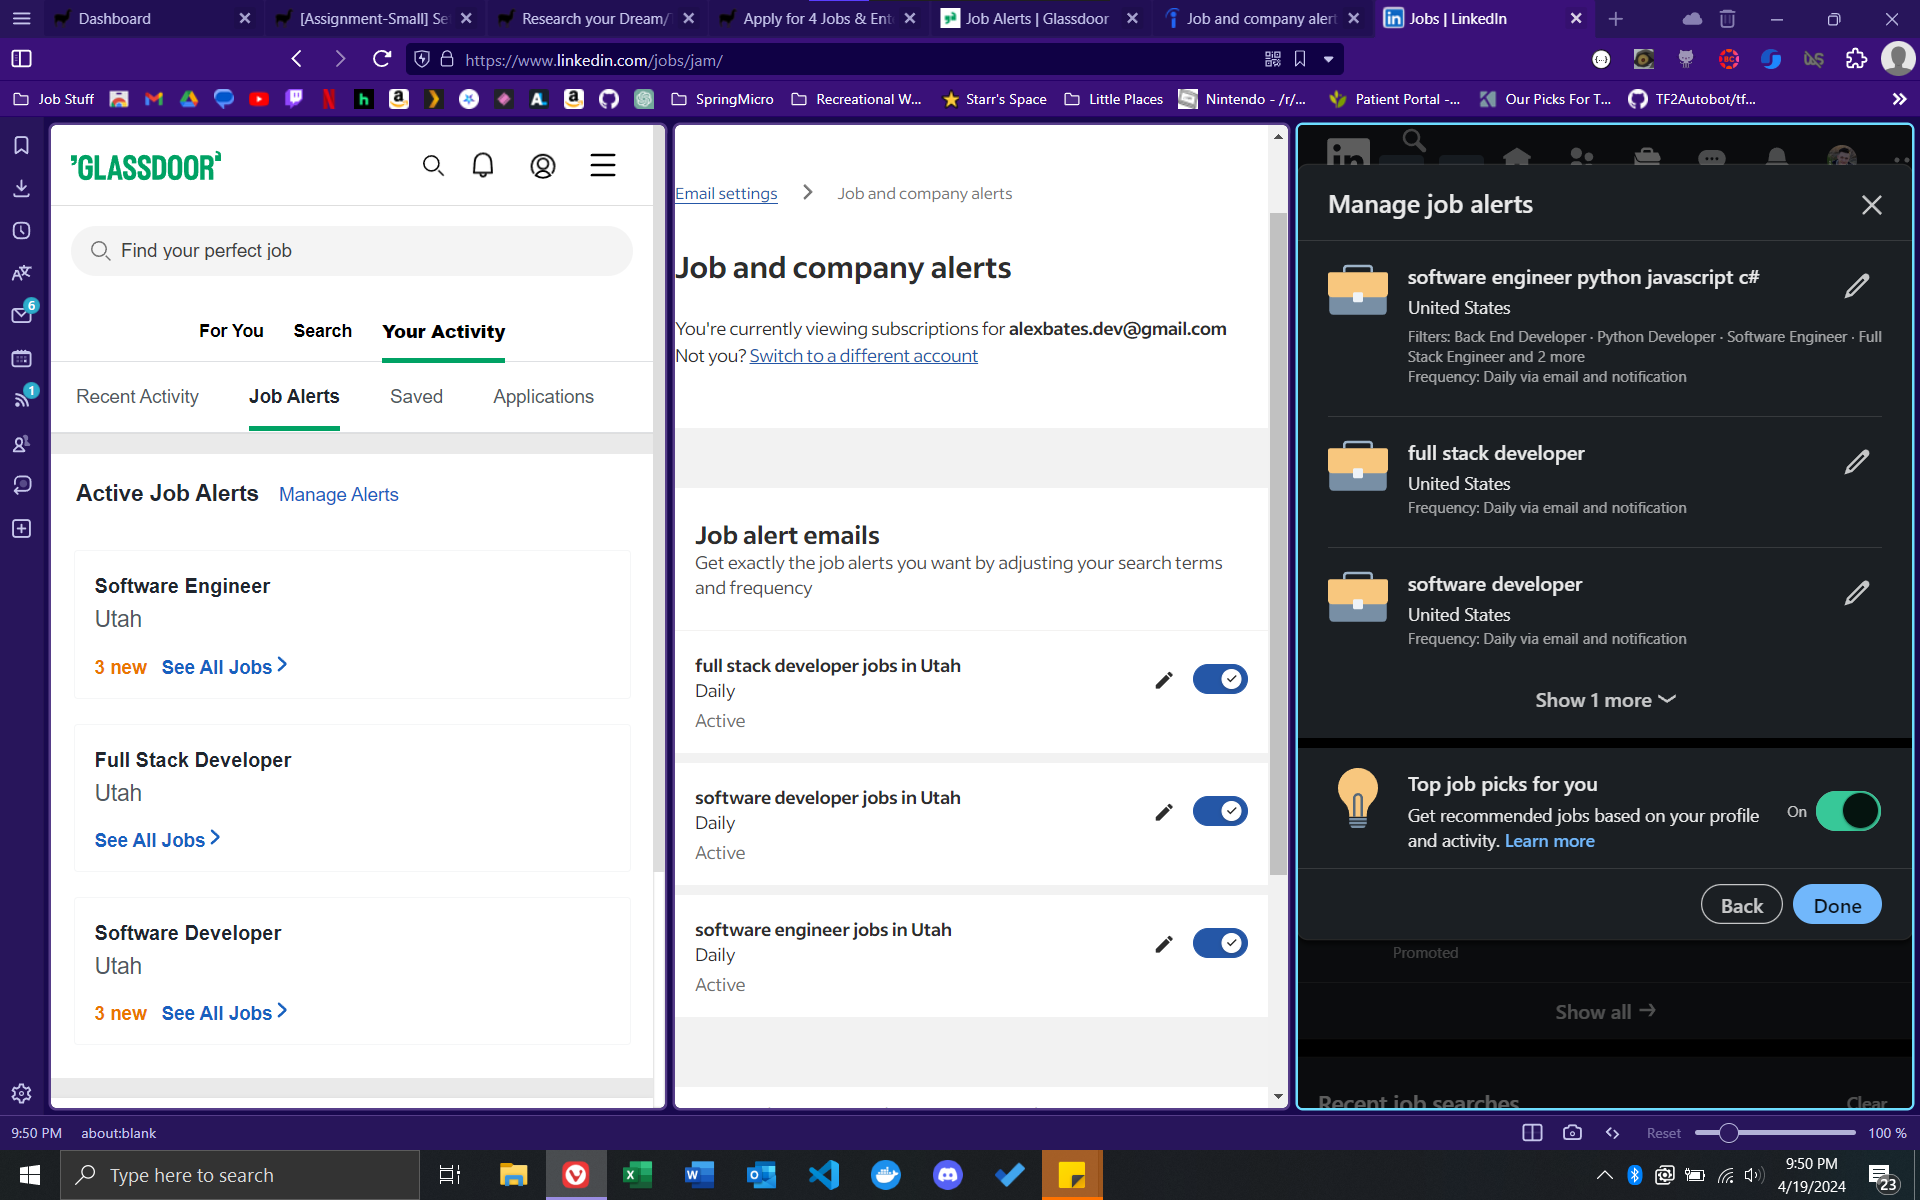 Dashboard
[Assignment-Small] Se
Research your Dream/
Apply for 4 Jobs & Ent
Job Alerts | Glassdoor
Job and company alert
Jobs | LinkedIn
https://www.linkedin.com/jobs/jam/
Job Stuff
SpringMicro
Recreational W...
Starr's Space
Little Places
Nintendo - /r/...
Patient Portal -...
Our Picks For T...
TF2Autobot/tf...
6
1
GLASSDOOR
Find your perfect job
For You Search Your Activity
Recent Activity Job Alerts Saved Applications
Active Job Alerts Manage Alerts
Software Engineer
Utah
3 new See All Jobs
Full Stack Developer
Utah
See All Jobs
Software Developer
Utah
3 new See All Jobs
Email settings Job and company alerts
Job and company alerts
You're currently viewing subscriptions for alexbates.dev@gmail.com
Not you? Switch to a different account
Job alert emails
Get exactly the job alerts you want by adjusting your search terms
and frequency
full stack developer jobs in Utah
Daily
Active
software developer jobs in Utah
Daily
Active
software engineer jobs in Utah
Daily
Active
in
Manage job alerts
software engineer python javascript c#
United States
Filters: Back End Developer · Python Developer · Software Engineer · Full
Stack Engineer and 2 more
Frequency: Daily via email and notification
full stack developer
United States
Frequency: Daily via email and notification
software developer
United States
Frequency: Daily via email and notification
Show 1 more
Top job picks for you
Get recommended jobs based on your profile
and activity. Learn more
On
Back Done
Promoted
Show all
Recent job searches Clear
9:50 PM about:blank
Reset 100 %
Type here to search
9:50 PM
4/19/2024
23